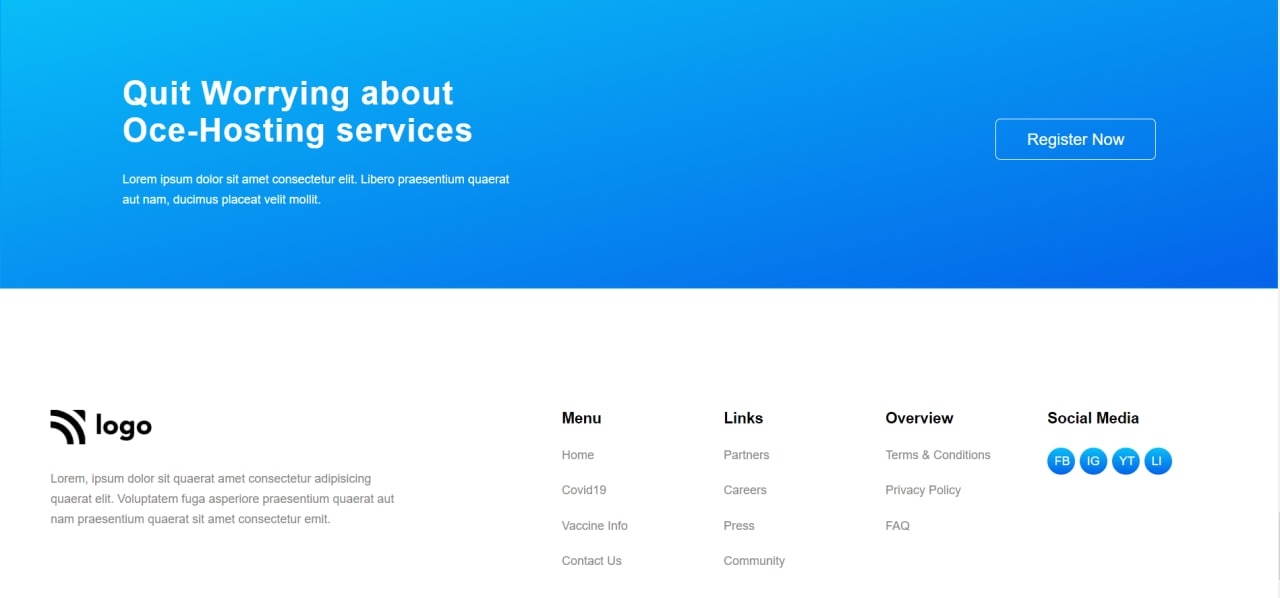 Quit Worrying about
Oce-Hosting services
Lorem ipsum dolor sit amet consectetur elit. Libero praesentium quaerat
aut nam, ducimus placeat velit mollit.
Register Now
logo
Lorem, ipsum dolor sit quaerat amet consectetur adipisicing
quaerat elit. Voluptatem fuga asperiore praesentium quaerat aut
nam praesentium quaerat sit amet consectetur emit.
Menu
Home
Covid19
Vaccine Info
Contact Us
Links
Partners
Careers
Press
Community
Overview
Terms & Conditions
Privacy Policy
FAQ
Social Media
FB IG YT LI